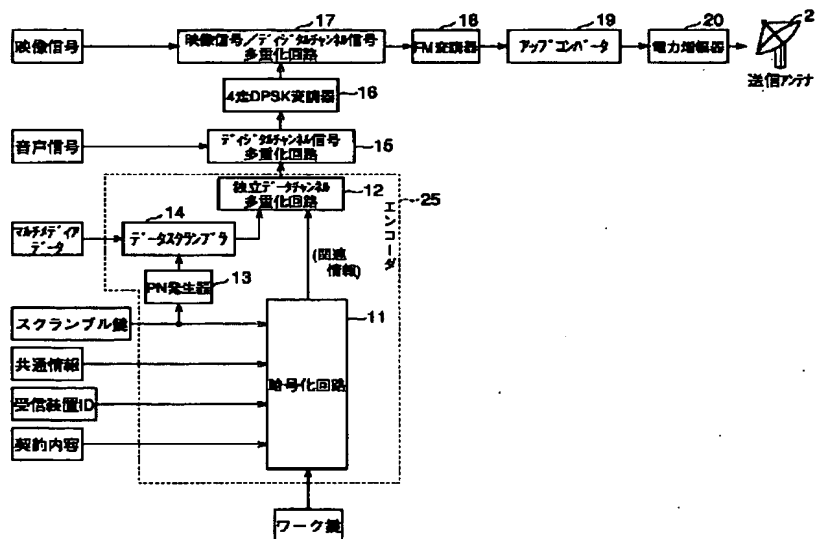 17
18
19
20
2
映像信号
映像信号／ディジタルチャンネル信号
多重化回路
FM変調器
アップコンバータ
電力増幅器
送信アンテナ
16
4相DPSK変調器
音声信号
ディジタルチャンネル信号
多重化回路
15
独立データチャンネル
多重化回路
12
25
エンコーダ
14
マルチメディア
データ
データスクランブラ
(関連
情報)
13
PN発生器
スクランブル鍵
11
共通情報
暗号化回路
受信装置ID
契約内容
ワーク鍵